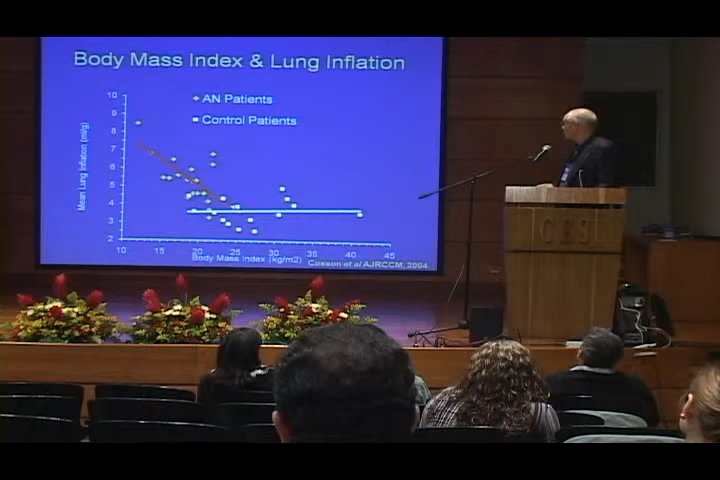 Body Mass Index & Lung Inflation
AN Patients
Control Patients
Mean Lung Inflation (ml/g)
10
9
8
7
6
5
4
3
2
10 15 20 25 30 35 40 45
Body Mass Index (kg/m2)
Coxson et al AJRCCM, 2004
CES